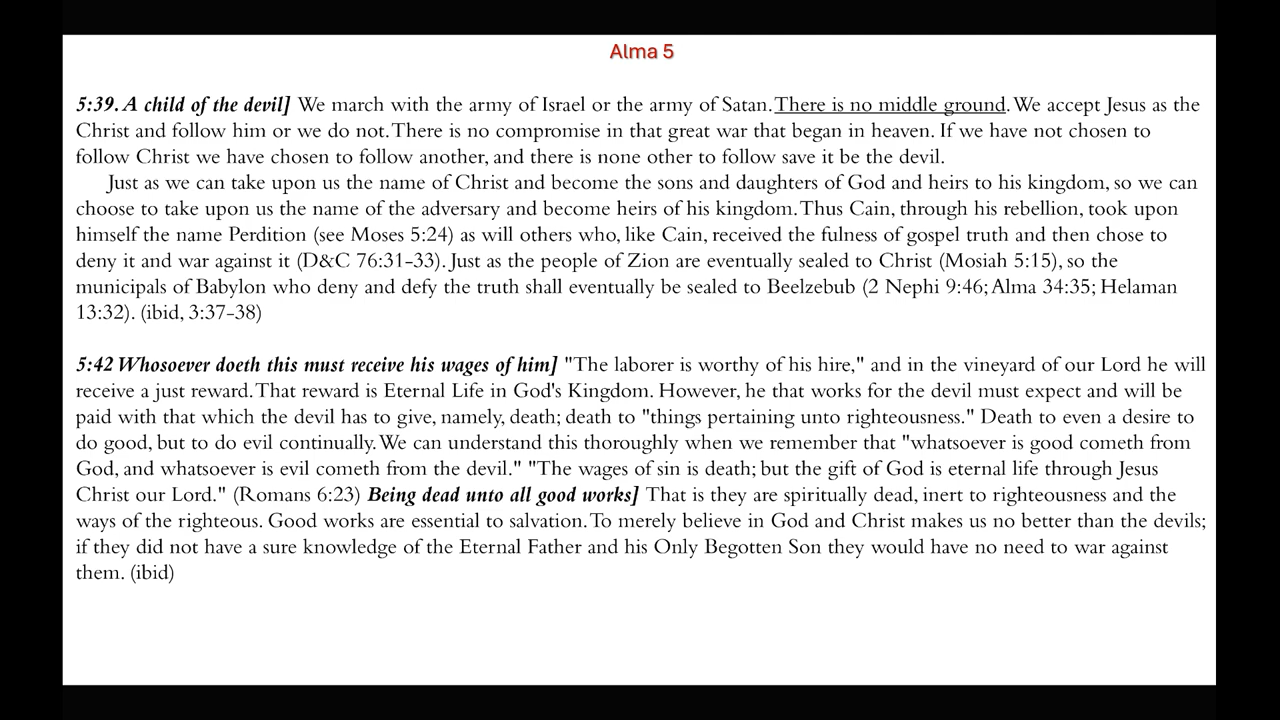 Alma 5
5:39. A child of the devil] We march with the army of Israel or the army of Satan. There is no middle ground. We accept Jesus as the
Christ and follow him or we do not. There is no compromise in that great war that began in heaven. If we have not chosen to
follow Christ we have chosen to follow another, and there is none other to follow save it be the devil.
Just as we can take upon us the name of Christ and become the sons and daughters of God and heirs to his kingdom, so we can
choose to take upon us the name of the adversary and become heirs of his kingdom. Thus Cain, through his rebellion, took upon
himself the name Perdition (see Moses 5:24) as will others who, like Cain, received the fulness of gospel truth and then chose to
deny it and war against it (D&C 76:31-33). Just as the people of Zion are eventually sealed to Christ (Mosiah 5:15), so the
municipals of Babylon who deny and defy the truth shall eventually be sealed to Beelzebub (2 Nephi 9:46; Alma 34:35; Helaman
13:32). (ibid, 3:37-38)
5:42 Whosoever doeth this must receive his wages of him] "The laborer is worthy of his hire," and in the vineyard of our Lord he will
receive a just reward. That reward is Eternal Life in God's Kingdom. However, he that works for the devil must expect and will be
paid with that which the devil has to give, namely, death; death to "things pertaining unto righteousness." Death to even a desire to
do good, but to do evil continually. We can understand this thoroughly when we remember that "whatsoever is good cometh from
God, and whatsoever is evil cometh from the devil." "The wages of sin is death; but the gift of God is eternal life through Jesus
Christ our Lord." (Romans 6:23) Being dead unto all good works] That is they are spiritually dead, inert to righteousness and the
ways of the righteous. Good works are essential to salvation. To merely believe in God and Christ makes us no better than the devils;
if they did not have a sure knowledge of the Eternal Father and his Only Begotten Son they would have no need to war against
them. (ibid)